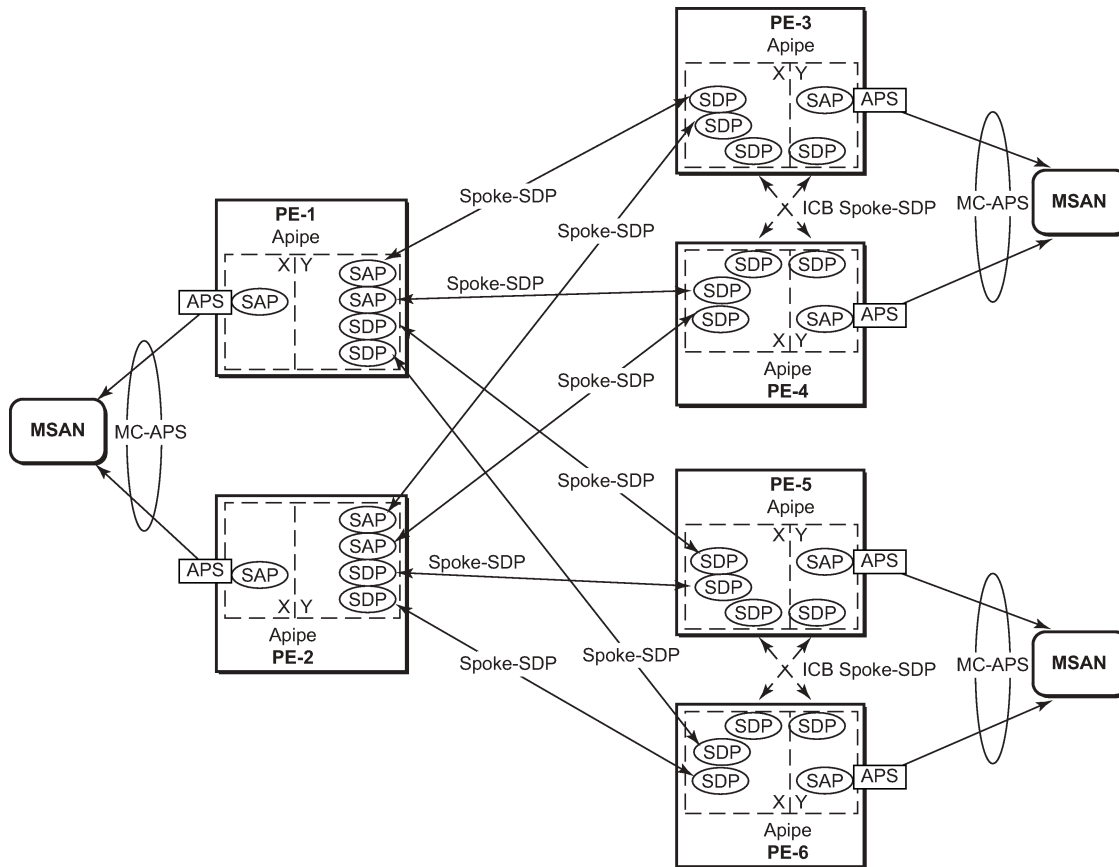 PE-3
Apipe
X Y
SDP
SAP
APS
SDP
SDP
SDP
Spoke-SDP
ICB Spoke-SDP
MC-APS
MSAN
Spoke-SDP
PE-1
Apipe
X Y
SAP
APS
SAP
SAP
SDP
SDP
Spoke-SDP
SDP
SDP
SDP
SDP
SAP
APS
X Y
Apipe
PE-4
Spoke-SDP
MSAN
MC-APS
Spoke-SDP
PE-5
Apipe
X Y
SDP
SAP
APS
SDP
SDP
SDP
SAP
SAP
SDP
SDP
APS
SAP
X Y
Apipe
PE-2
Spoke-SDP
Spoke-SDP
Spoke-SDP
ICB Spoke-SDP
MC-APS
MSAN
SDP
SDP
SDP
SDP
SAP
APS
X Y
Apipe
PE-6